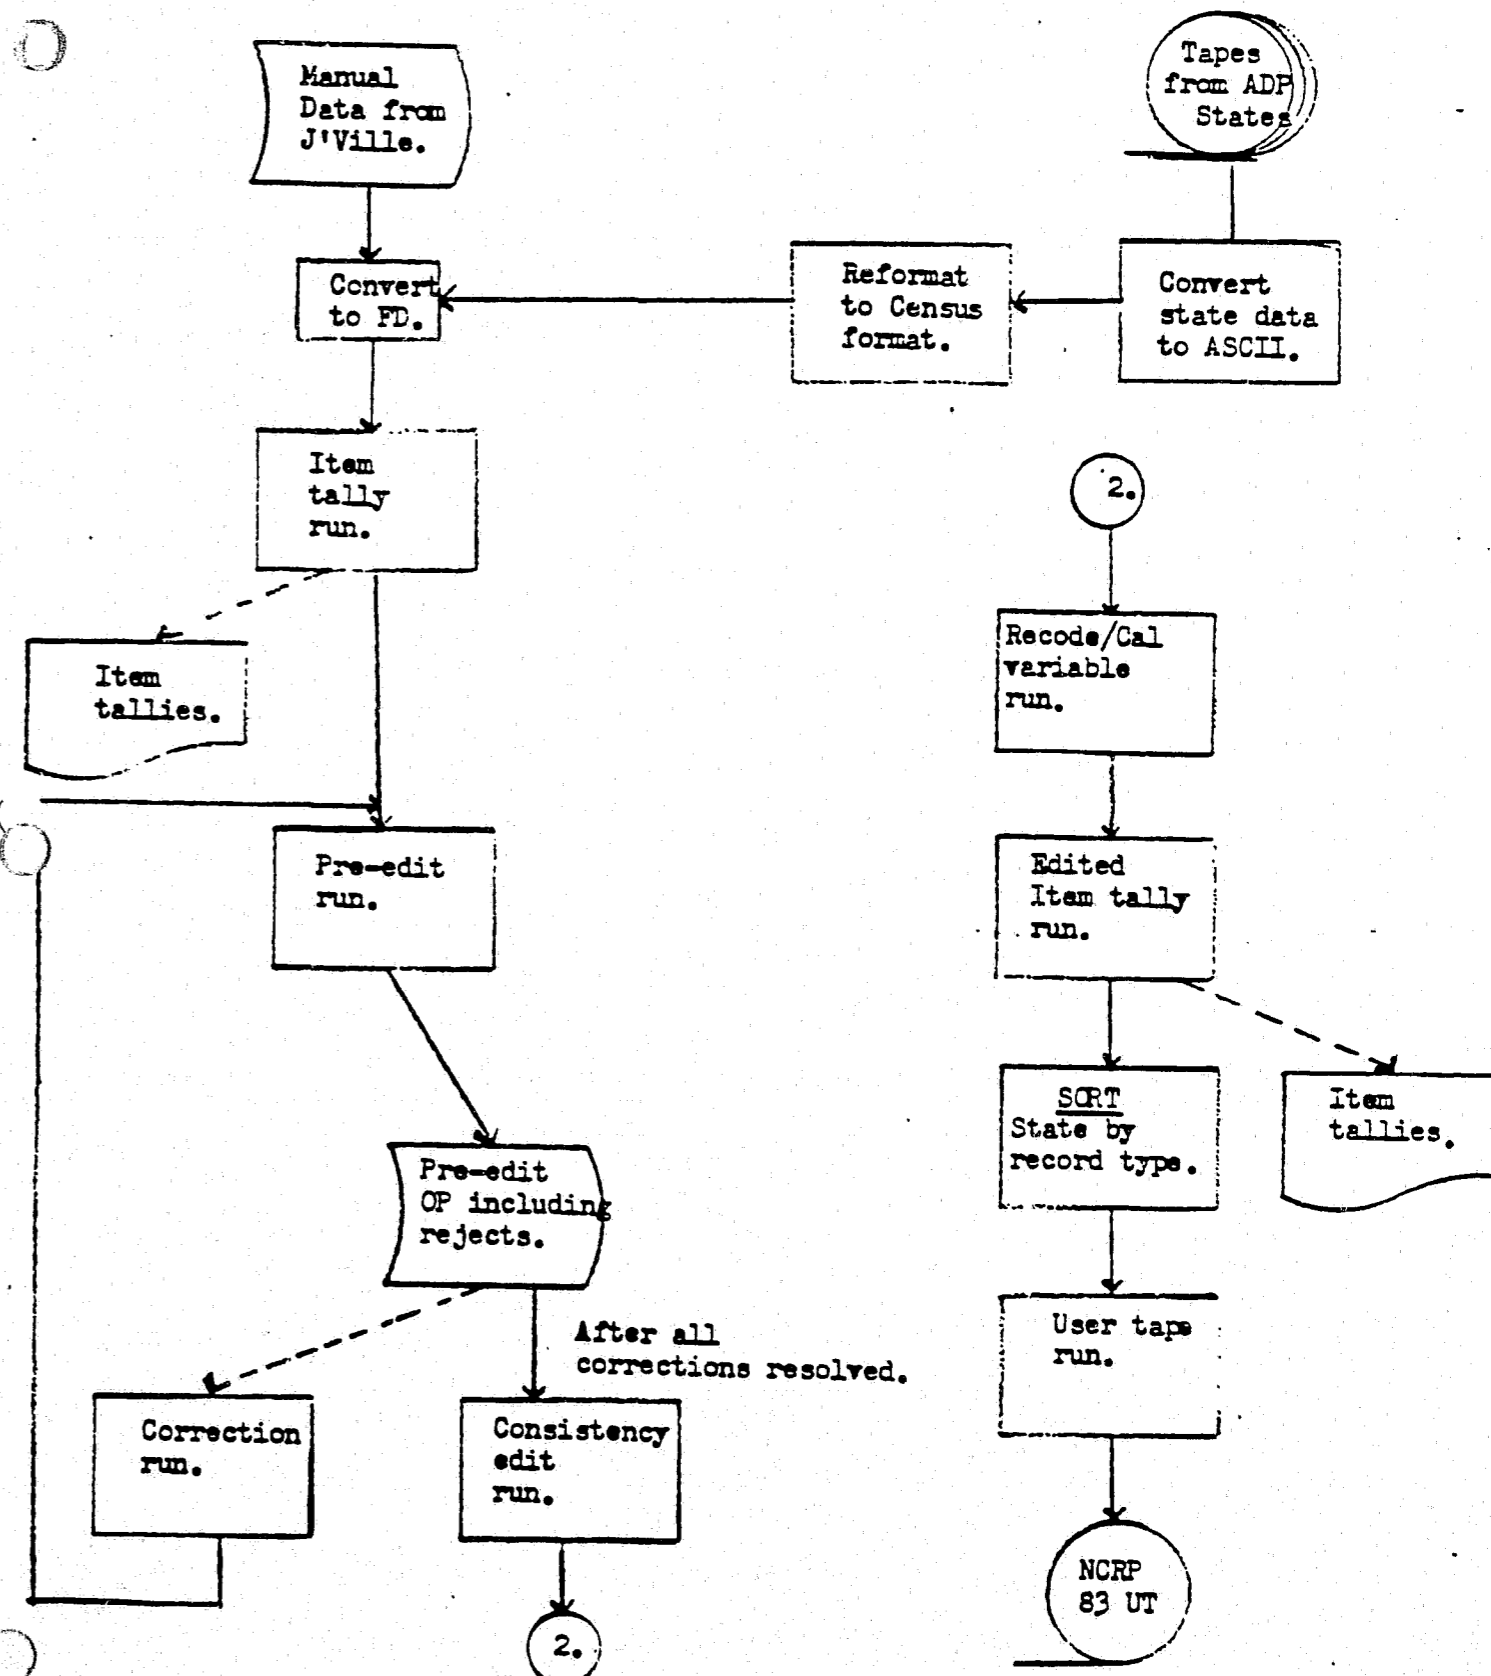 Manual
Data from
J'Ville.
Tapes
from ADP
States
Convert
to FD.
Reformat
to Census
format.
Convert
state data
to ASCII.
Item
tally
run.
Item
tallies.
Pre-edit
run.
Pre-edit
OP including
rejects.
After all
corrections resolved.
Correction
run.
Consistency
edit
run.
2.
2.
Recode/Cal
variable
run.
Edited
Item tally
run.
Item
tallies.
SORT
State by
record type.
User tape
run.
NCRP
83 UT